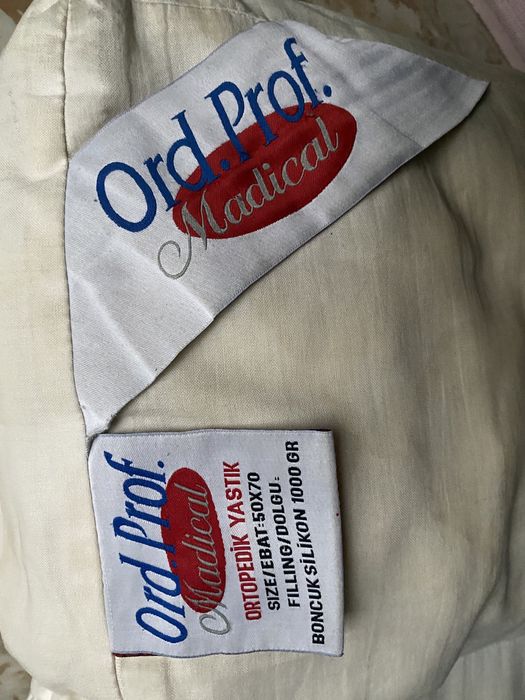 Ord.Prof.
Madical
Ord.Prof.
Madical
ORTOPEDİK YASTIK
SIZE/EBAT:50X70
FILLING/DOLGU:
BONCUK SİLİKON 1000 GR